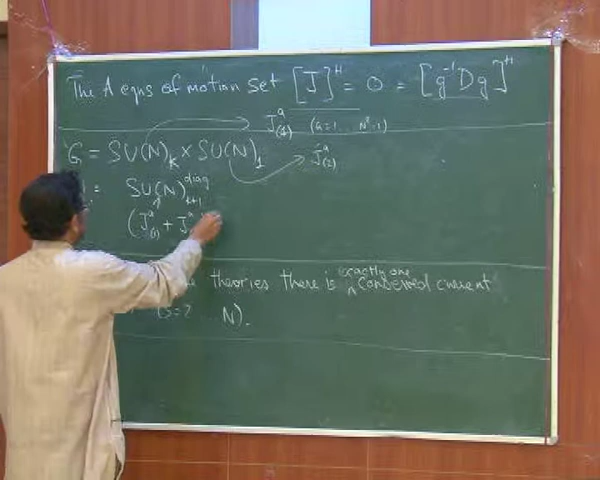 The A eqns of motion set [J]^H = 0 = [g^-1 Dg]^H
J^a_(1) (a=1... N²-1)
G = SU(N)_k × SU(N)_1 J^a_(2)
= SU(N)^diag_k+1
(J^a_(1) + J^a
theories there is exactly one conserved current
(s=2 N).